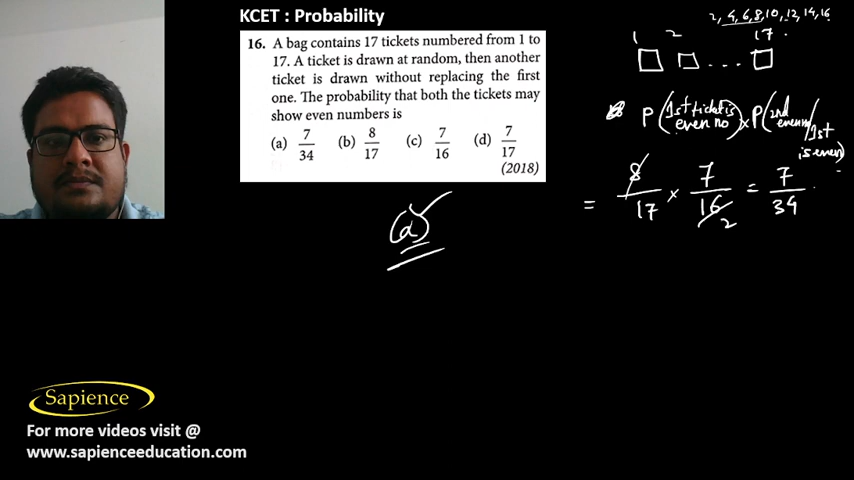 KCET : Probability
16. A bag contains 17 tickets numbered from 1 to
17. A ticket is drawn at random, then another
ticket is drawn without replacing the first
one. The probability that both the tickets may
show even numbers is
(a) 7/34 (b) 8/17 (c) 7/16 (d) 7/17
(2018)
2, 4, 6, 8, 10, 12, 14, 16
1 2 17
... 
P(1st ticket is even no) × P(2nd even no/1st is even)
= 8/17 × 7/16 2 = 7/34
(a)
Sapience
For more videos visit @
www.sapienceeducation.com